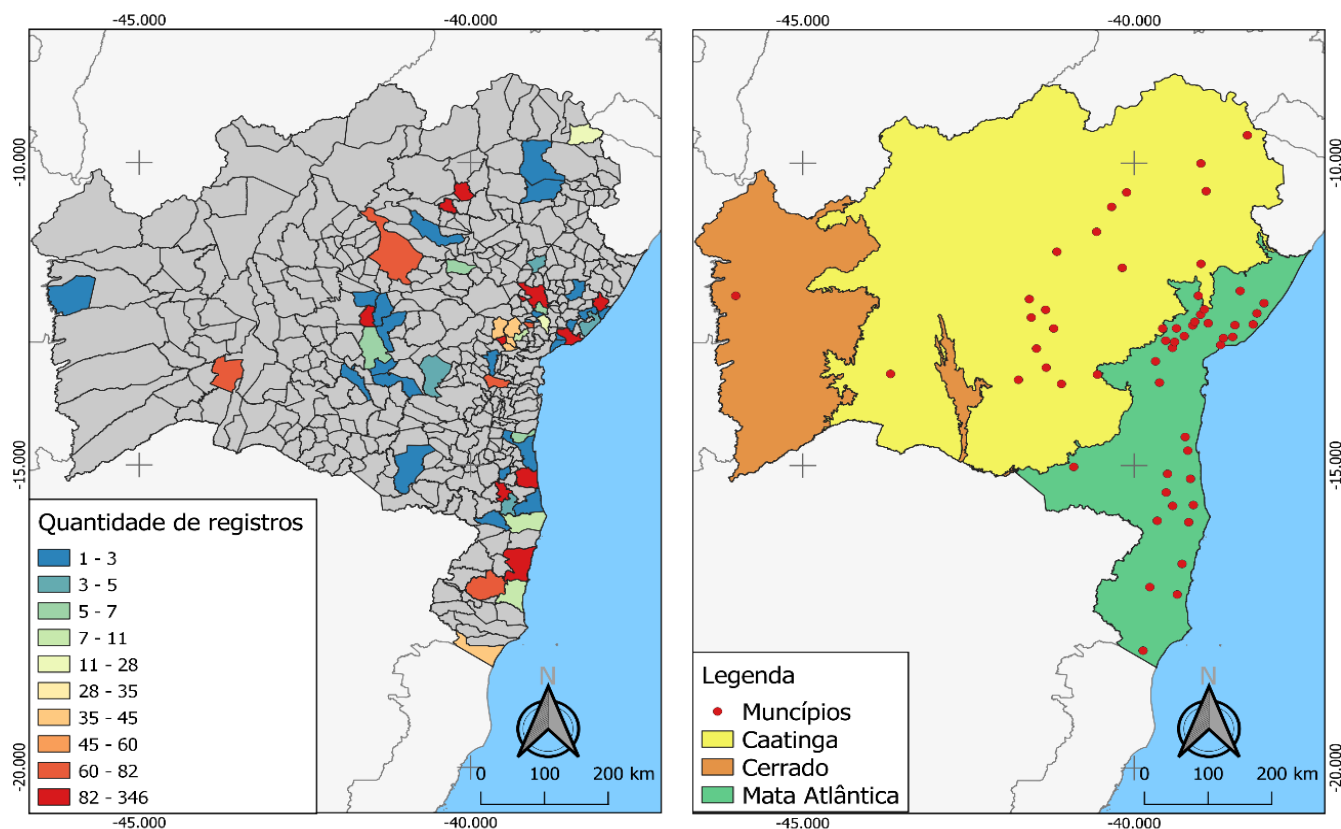 -45.000
-40.000
-45.000
-40.000
-10.000
-15.000
-20.000
Quantidade de registros
1 - 3
3 - 5
5 - 7
7 - 11
11 - 28
28 - 35
35 - 45
45 - 60
60 - 82
82 - 346
N
0 100 200 km
-45.000
-40.000
-10.000
-15.000
-20.000
Legenda
Muncípios
Caatinga
Cerrado
Mata Atlântica
N
0 100 200 km
-45.000
-40.000